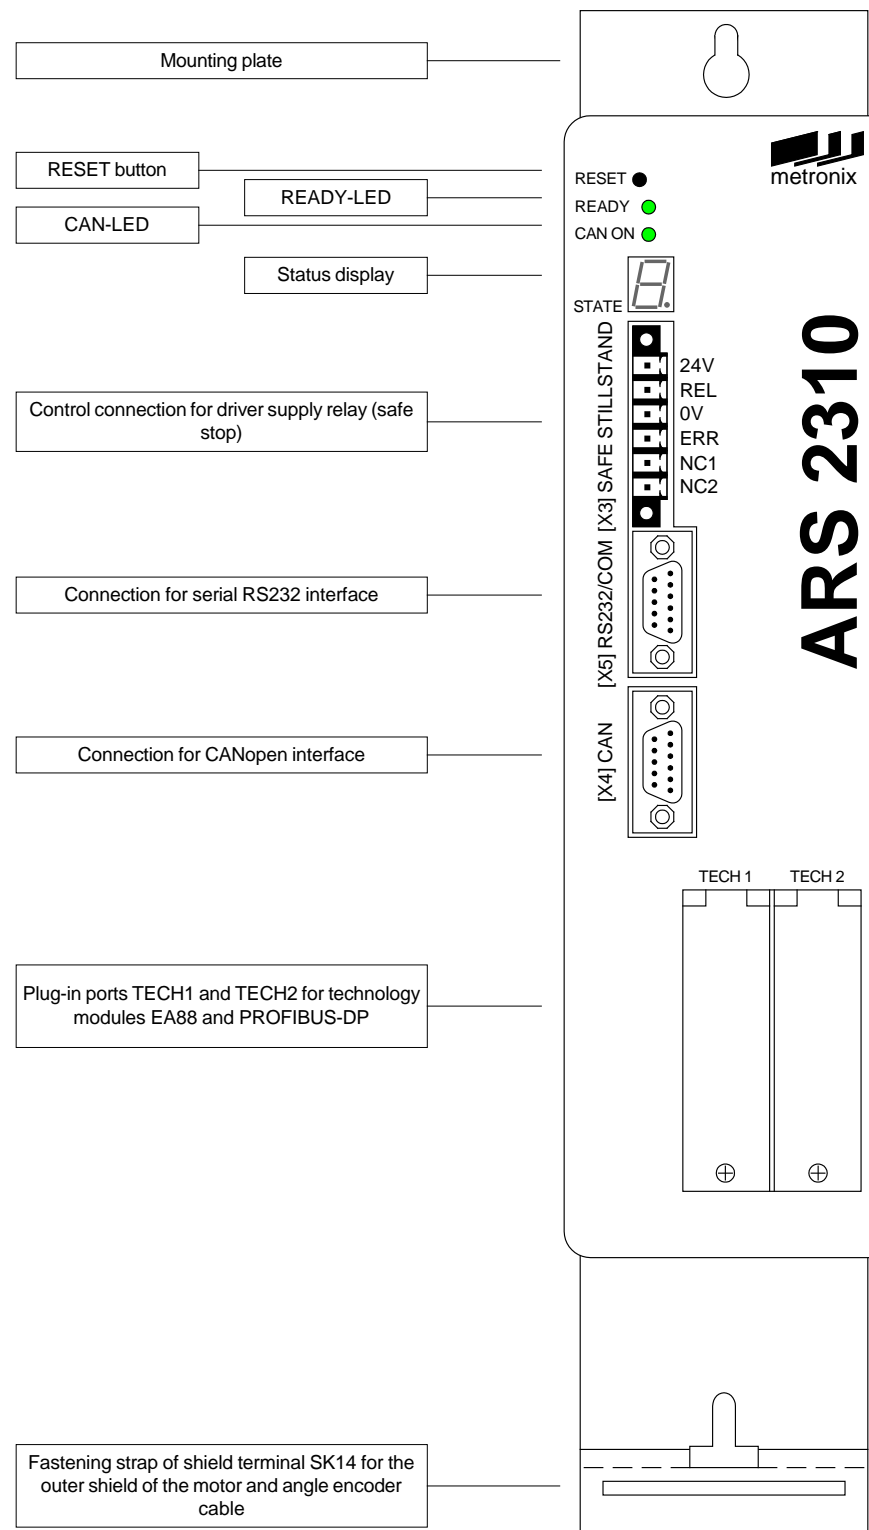 Mounting plate
RESET button
READY-LED
CAN-LED
Status display
Control connection for driver supply relay (safe
stop)
Connection for serial RS232 interface
Connection for CANopen interface
Plug-in ports TECH1 and TECH2 for technology
modules EA88 and PROFIBUS-DP
Fastening strap of shield terminal SK14 for the
outer shield of the motor and angle encoder
cable
metronix
RESET
READY
CAN ON
STATE
24V
REL
0V
ERR
NC1
NC2
[X3] SAFE STILLSTAND
[X5] RS232/COM
[X4] CAN
ARS 2310
TECH 1
TECH 2